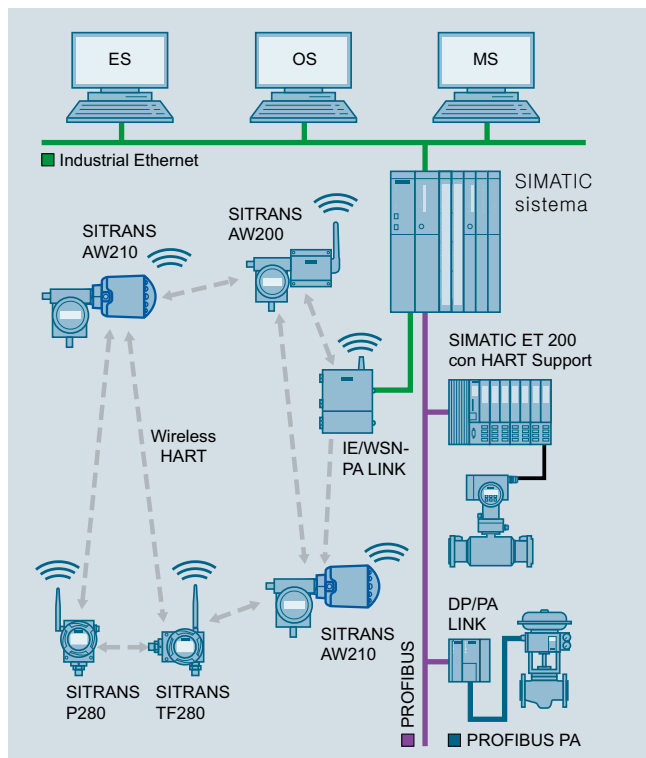 ES
OS
MS
Industrial Ethernet
SIMATIC
sistema
SITRANS
AW200
SITRANS
AW210
SIMATIC ET 200
con HART Support
Wireless
HART
IE/WSN-
PA LINK
DP/PA
LINK
SITRANS
AW210
SITRANS
P280
SITRANS
TF280
PROFIBUS
PROFIBUS PA